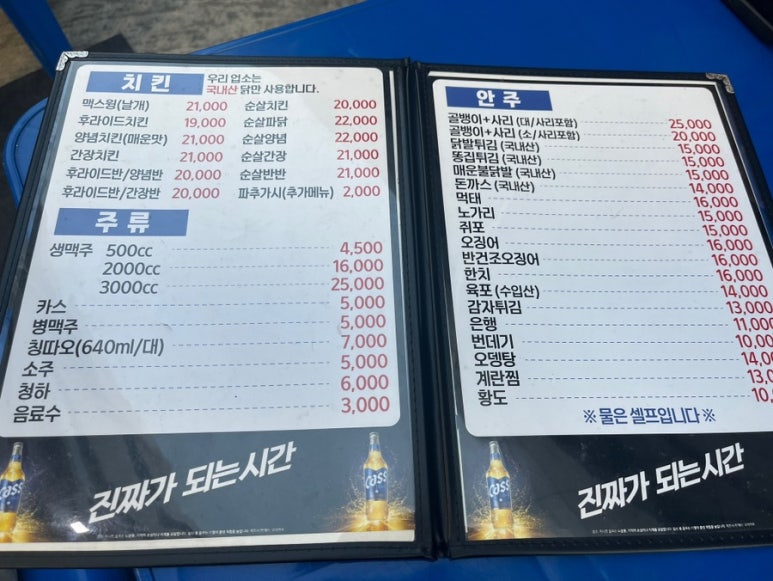 치 킨 우리 업소는
국내산 닭만 사용합니다.
맥스윙(날개) 21,000 순살치킨 20,000
후라이드치킨 19,000 순살파닭 22,000
양념치킨(매운맛) 21,000 순살양념 22,000
간장치킨 21,000 순살간장 21,000
후라이드반/양념반 20,000 순살반반 21,000
후라이드반/간장반 20,000 파추가시(추가메뉴) 2,000
주 류
생맥주 500cc 4,500
2000cc 16,000
3000cc 25,000
카스 5,000
병맥주 5,000
칭따오(640ml/대) 7,000
소주 5,000
청하 6,000
음료수 3,000
진짜가 되는 시간
cass
cass
안 주
골뱅이+사리 (대/사리포함) 25,000
골뱅이+사리 (소/사리포함) 20,000
닭발튀김 (국내산) 15,000
똥집튀김 (국내산) 15,000
매운불닭발 (국내산) 15,000
돈까스 (국내산) 14,000
먹태 16,000
노가리 15,000
쥐포 15,000
오징어 16,000
반건조오징어 16,000
한치 16,000
육포 (수입산) 14,000
감자튀김 13,000
은행 11,000
번데기 10,000
오뎅탕 14,0
계란찜 13,0
황도 10,
※ 물은 셀프입니다 ※
cass
진짜가 되는 시간
cass